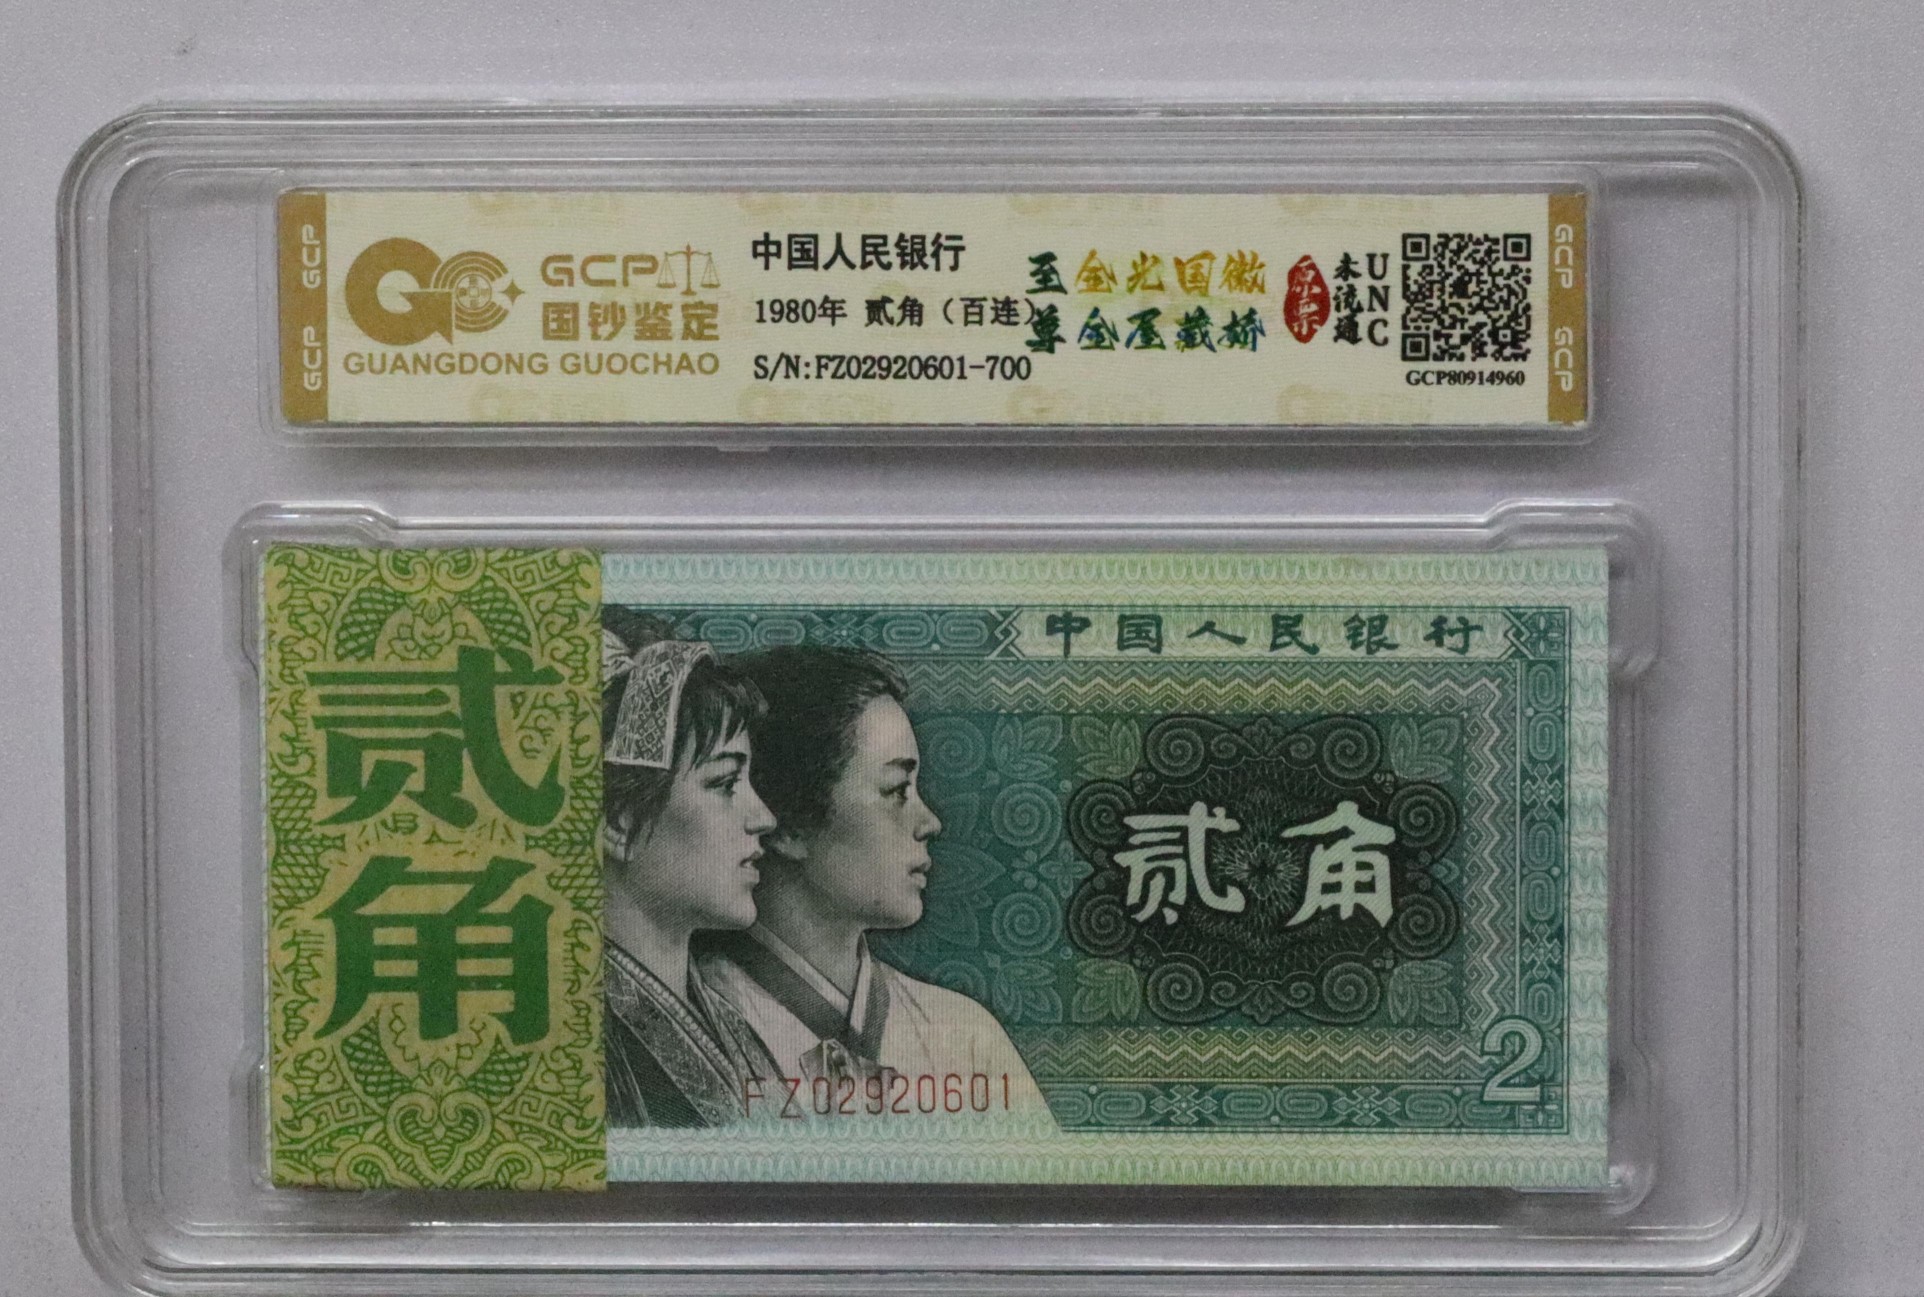 GCP GCP
GCP
国钞鉴定
GUANGDONG GUOCHAO
中国人民银行
1980年 贰角（百连）
S/N:FZ02920601-700
至尊
金光国徽
金屋藏娇
原票
未流通
UNC
GCP80914960
GCP GCP
贰角
中国人民银行
贰角
FZ02920601
2